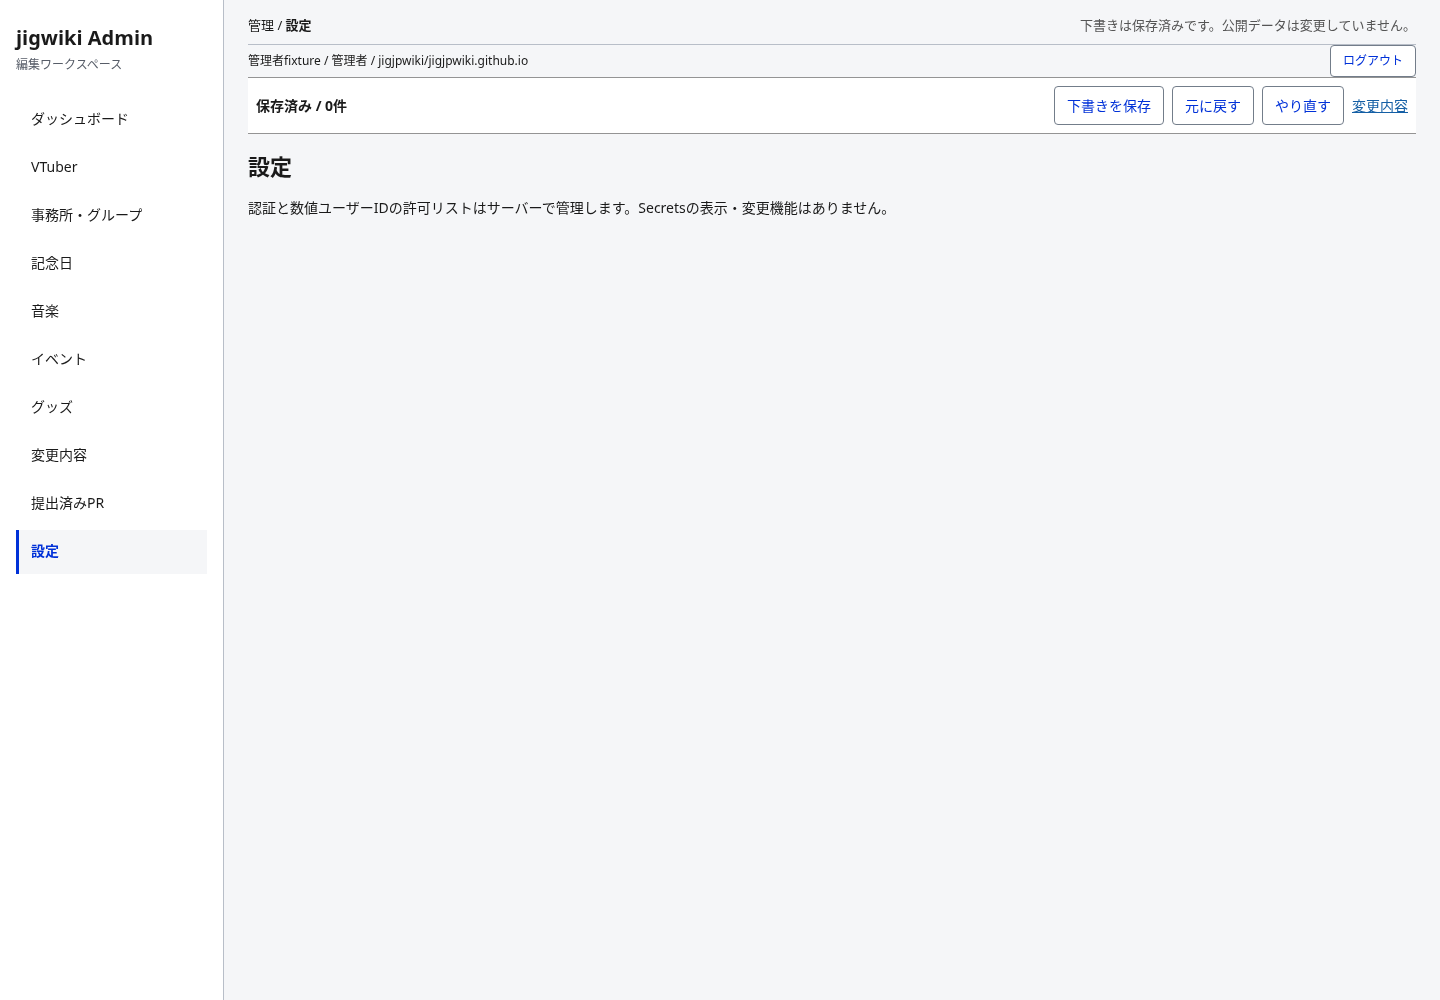 jigwiki Admin
編集ワークスペース
ダッシュボード
VTuber
事務所・グループ
記念日
音楽
イベント
グッズ
変更内容
提出済みPR
設定
管理 / 設定
下書きは保存済みです。公開データは変更していません。
管理者fixture / 管理者 / jigjpwiki/jigjpwiki.github.io
ログアウト
保存済み / 0件
下書きを保存
元に戻す
やり直す
変更内容
設定
認証と数値ユーザーIDの許可リストはサーバーで管理します。Secretsの表示・変更機能はありません。